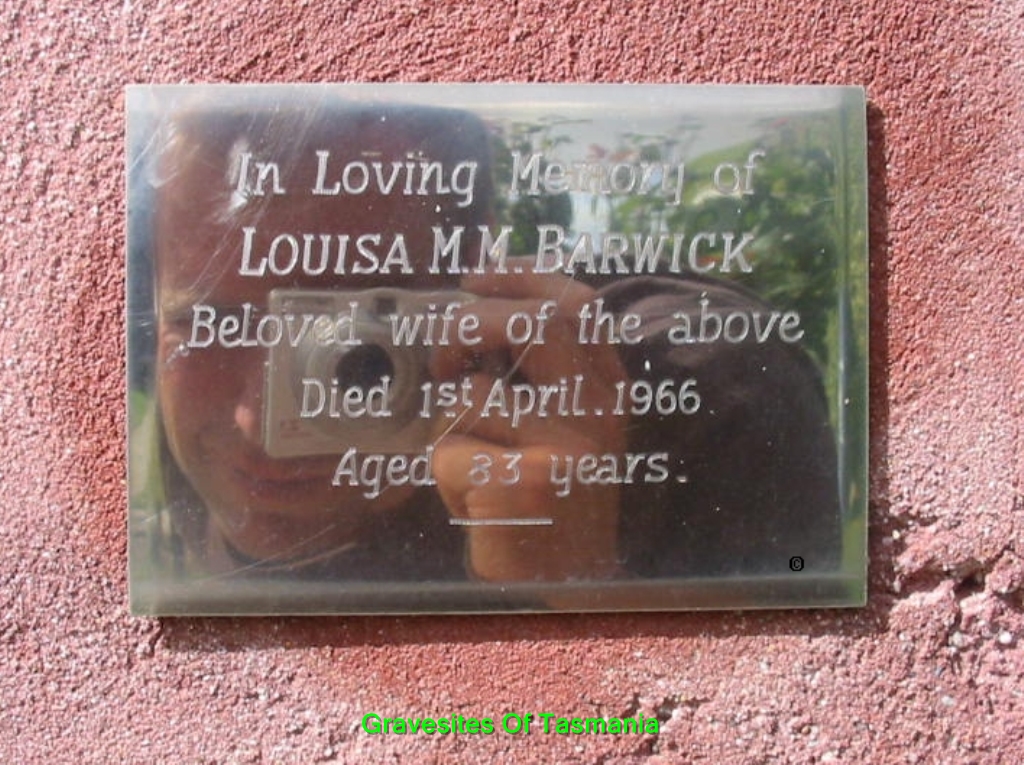 In Loving Memory of
LOUISA M.M. BARWICK
Beloved wife of the above
Died 1st April. 1966.
Aged 83 years.
©
Gravesites Of Tasmania